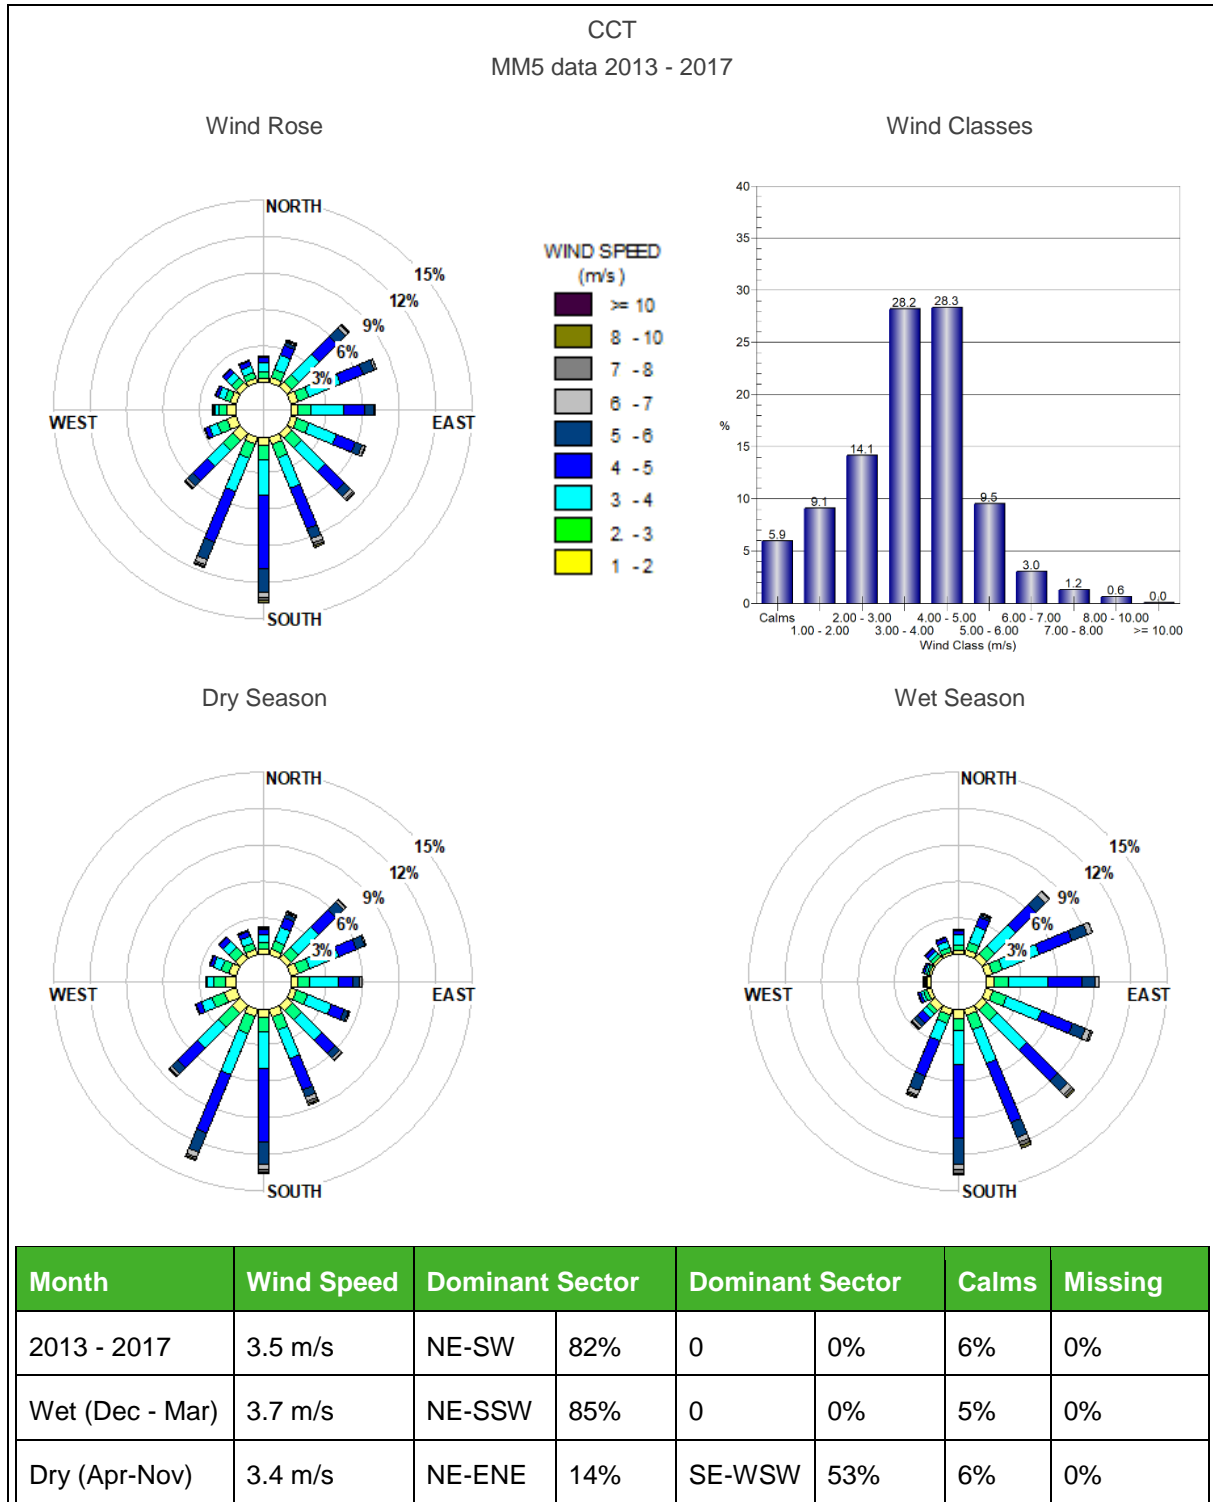 CCT
MM5 data 2013 - 2017
Wind Rose
Wind Classes
NORTH
15%
12%
9%
6%
3%
WEST
EAST
SOUTH
WIND SPEED
(m/s)
>= 10
8 - 10
7 - 8
6 - 7
5 - 6
4 - 5
3 - 4
2 - 3
1 - 2
40
35
30
25
20
15
10
5
0
%
5.9
9.1
14.1
28.2
28.3
9.5
3.0
1.2
0.6
0.0
Calms 2.00 - 3.00 4.00 - 5.00 6.00 - 7.00 8.00 - 10.00
1.00 - 2.00 3.00 - 4.00 5.00 - 6.00 7.00 - 8.00 >= 10.00
Wind Class (m/s)
Dry Season
Wet Season
NORTH
15%
12%
9%
6%
3%
WEST
EAST
SOUTH
NORTH
15%
12%
9%
6%
3%
WEST
EAST
SOUTH
Month Wind Speed Dominant Sector Dominant Sector Calms Missing
2013 - 2017 3.5 m/s NE-SW 82% 0 0% 6% 0%
Wet (Dec - Mar) 3.7 m/s NE-SSW 85% 0 0% 5% 0%
Dry (Apr-Nov) 3.4 m/s NE-ENE 14% SE-WSW 53% 6% 0%